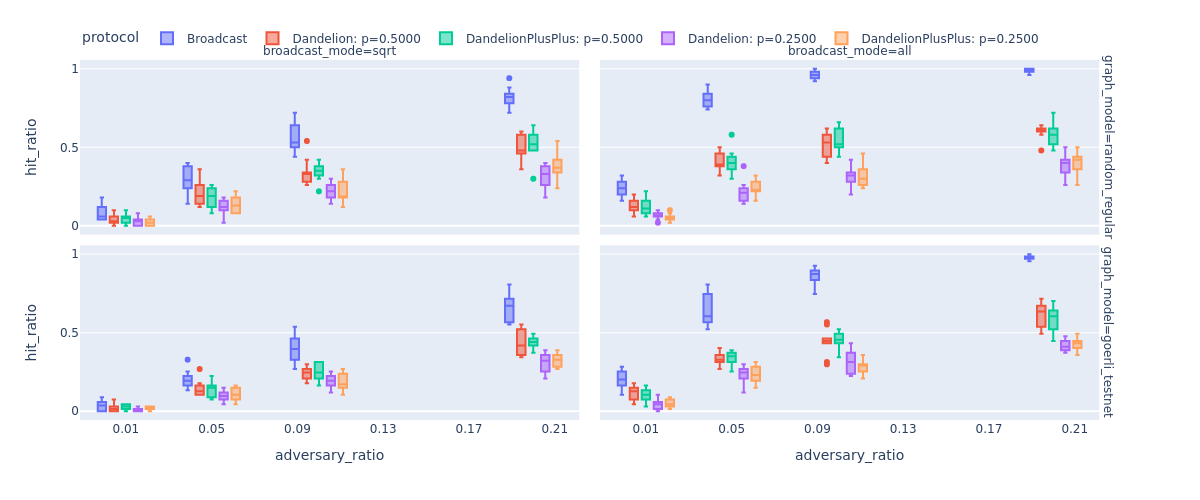 protocol Broadcast Dandelion: p=0.5000 DandelionPlusPlus: p=0.5000 Dandelion: p=0.2500 DandelionPlusPlus: p=0.2500
broadcast_mode=sqrt broadcast_mode=all
1
0.5
0
hit_ratio
graph_model=random_regular
1
0.5
0
hit_ratio
graph_model=goerli_testnet
0.01 0.05 0.09 0.13 0.17 0.21 0.01 0.05 0.09 0.13 0.17 0.21
adversary_ratio adversary_ratio